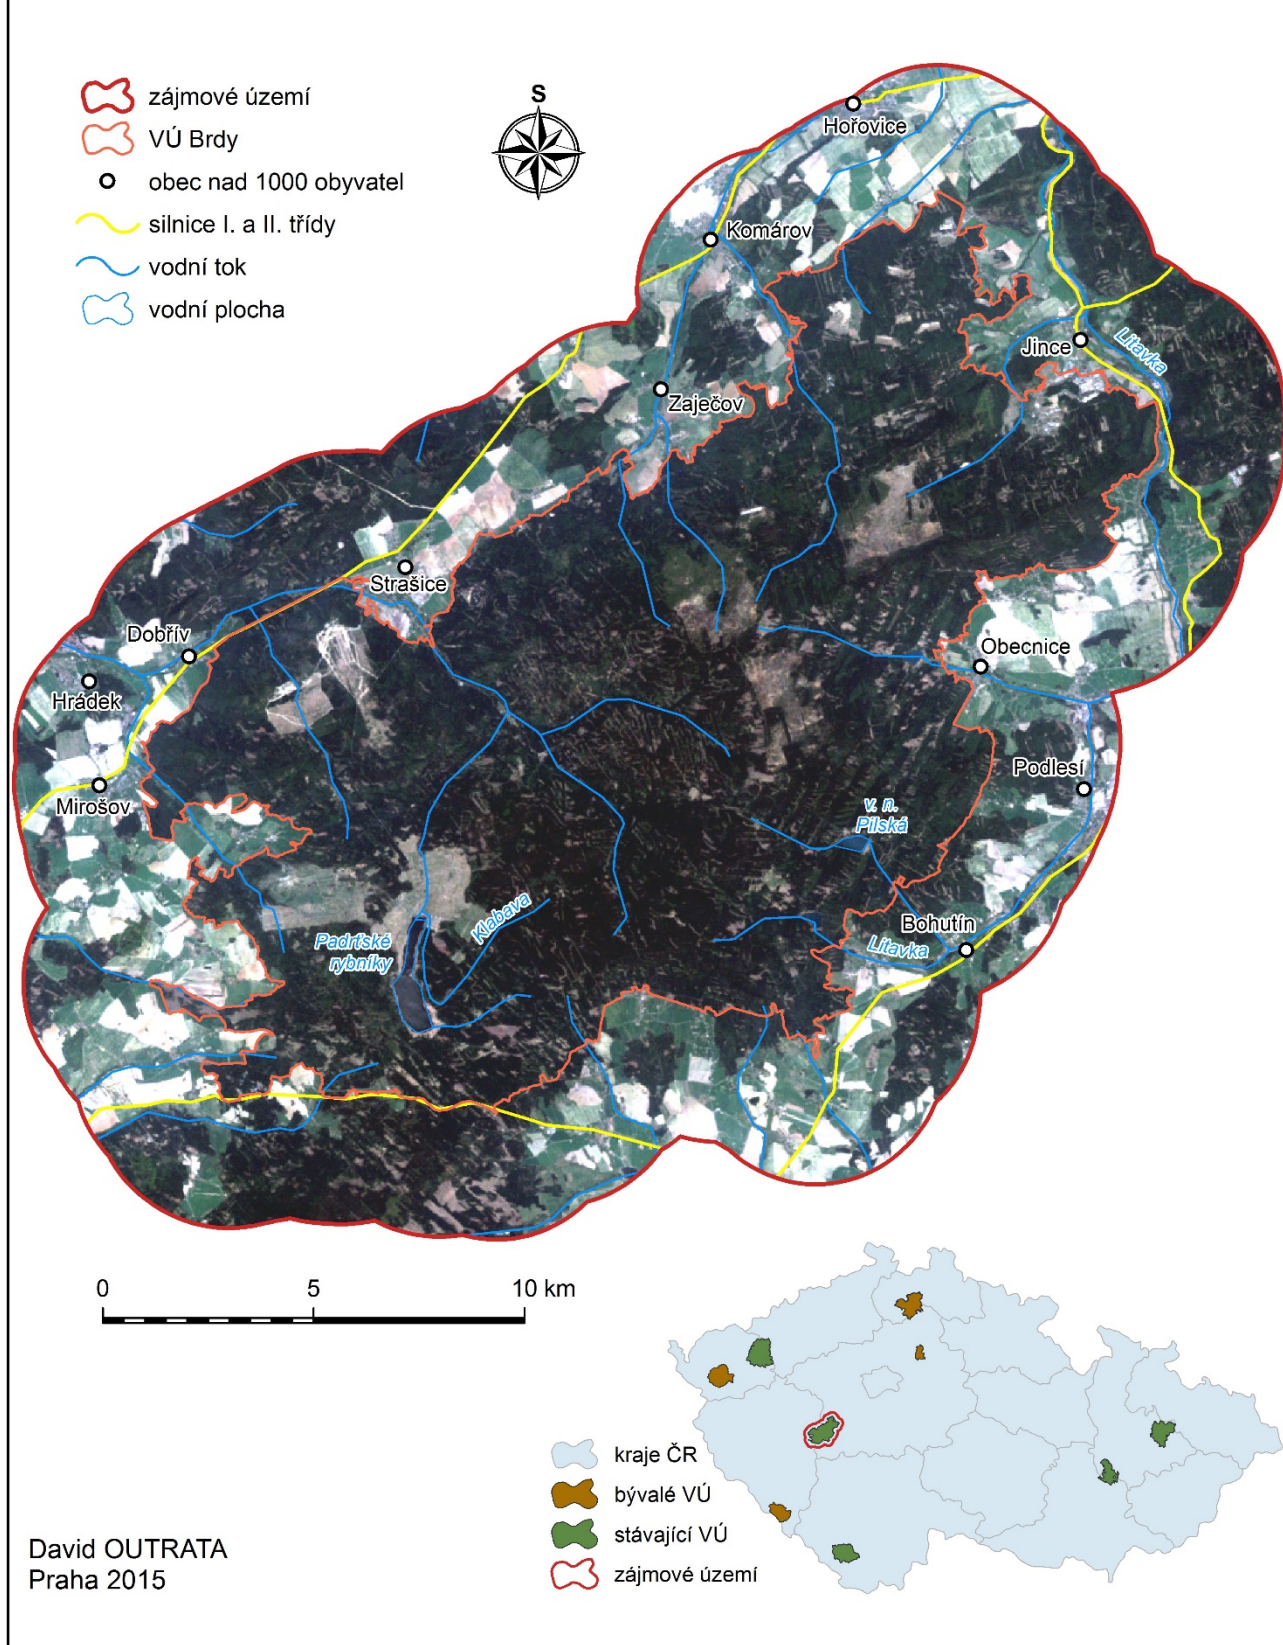 zájmové území
VÚ Brdy
obec nad 1000 obyvatel
silnice I. a II. třídy
vodní tok
vodní plocha
S
Hořovice
Komárov
Jince
Litavka
Zaječov
Strašice
Dobřív
Hrádek
Mirošov
Obecnice
Podlesí
v. n.
Pilská
Klabava
Padrťské
rybníky
Bohutín
Litavka
0 5 10 km
kraje ČR
bývalé VÚ
stávající VÚ
zájmové území
David OUTRATA
Praha 2015